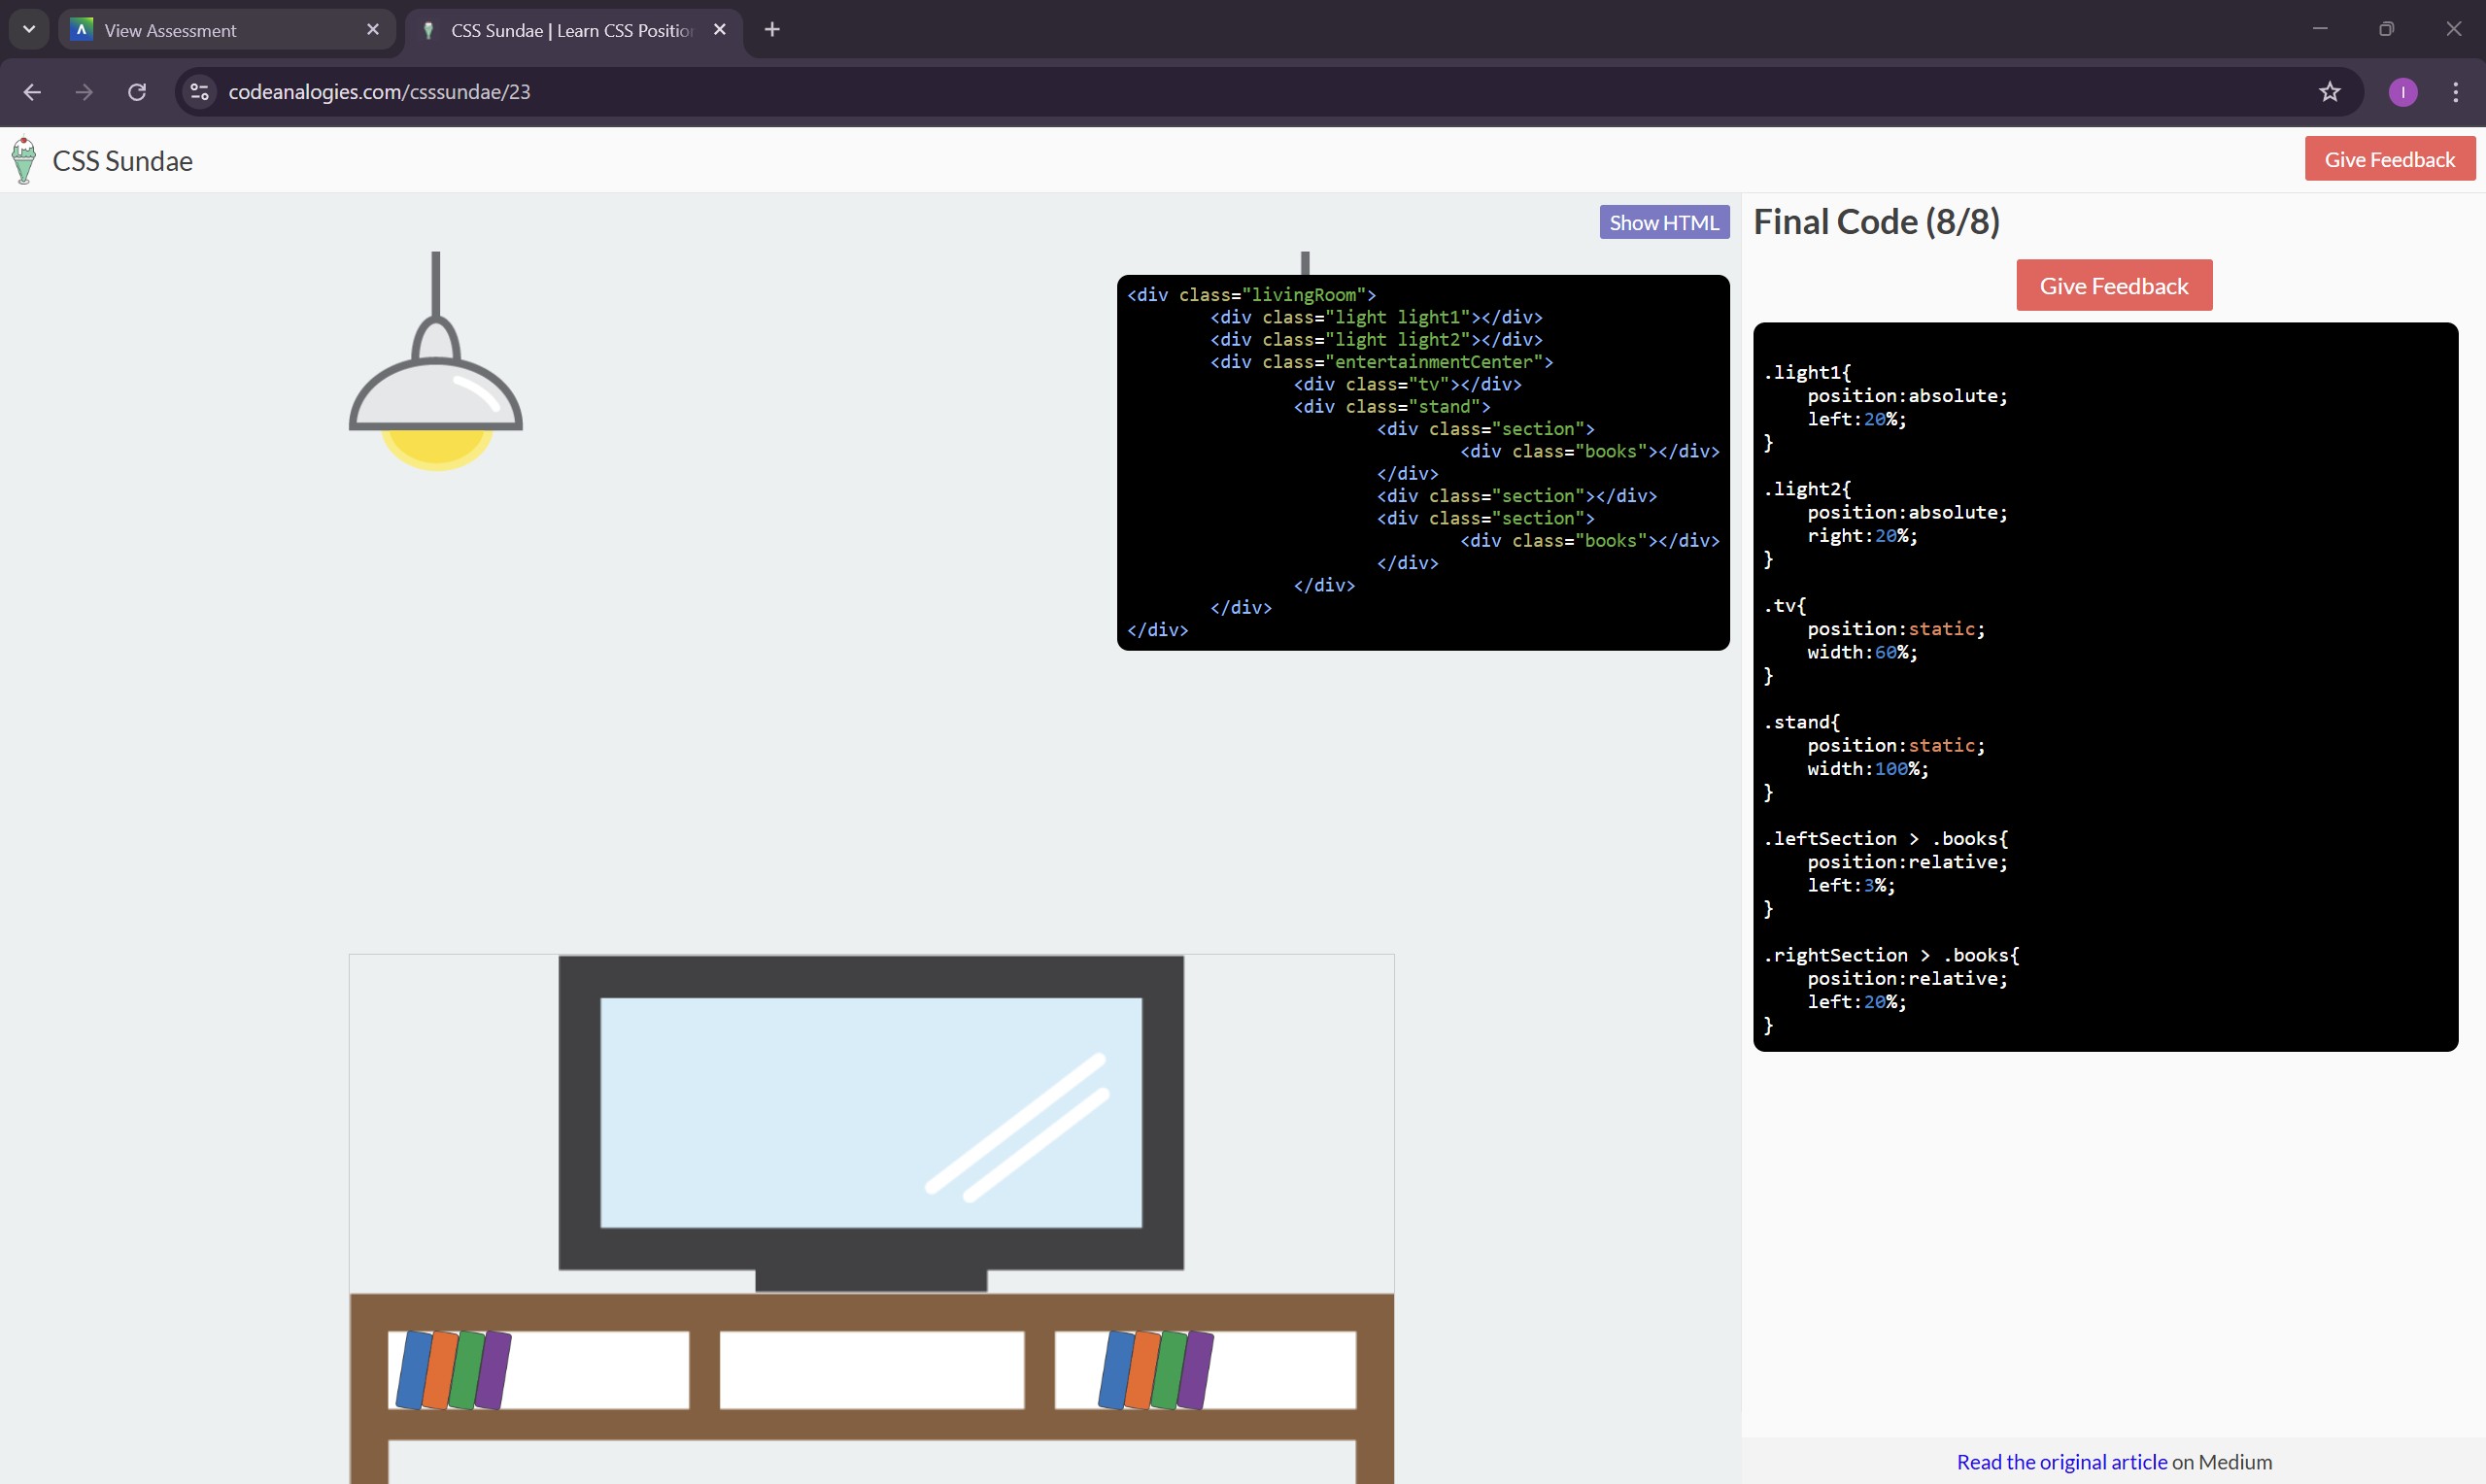 View Assessment
CSS Sundae | Learn CSS Position
codeanalogies.com/csssundae/23
I
CSS Sundae
Give Feedback
Show HTML
<div class="livingRoom">
<div class="light light1"></div>
<div class="light light2"></div>
<div class="entertainmentCenter">
<div class="tv"></div>
<div class="stand">
<div class="section">
<div class="books"></div>
</div>
<div class="section"></div>
<div class="section">
<div class="books"></div>
</div>
</div>
</div>
</div>
Final Code (8/8)
Give Feedback
.light1{
position:absolute;
left:20%;
}
.light2{
position:absolute;
right:20%;
}
.tv{
position:static;
width:60%;
}
.stand{
position:static;
width:100%;
}
.leftSection > .books{
position:relative;
left:3%;
}
.rightSection > .books{
position:relative;
left:20%;
}
Read the original article on Medium